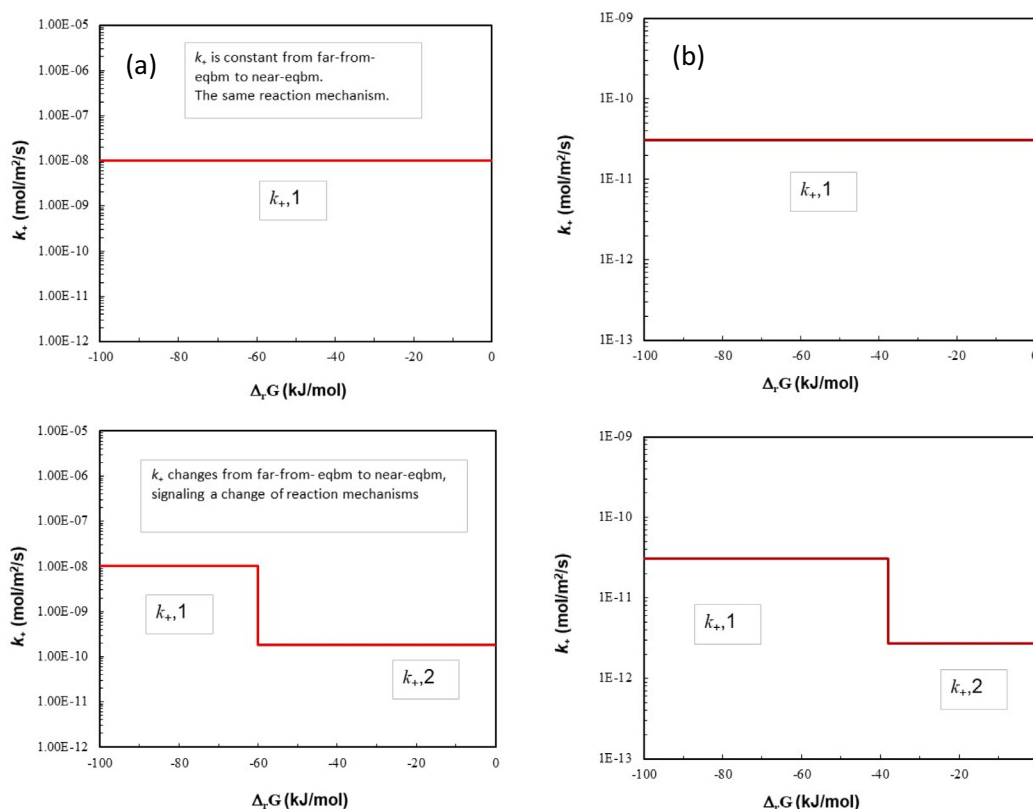 (a)
1.00E-05
1.00E-06
1.00E-07
1.00E-08
1.00E-09
1.00E-10
1.00E-11
1.00E-12
k+ (mol/m²/s)
k+ is constant from far-from-
eqbm to near-eqbm.
The same reaction mechanism.
k+,1
-100 -80 -60 -40 -20 0
ΔrG (kJ/mol)
(b)
1E-09
1E-10
1E-11
1E-12
1E-13
k+ (mol/m²/s)
k+,1
-100 -80 -60 -40 -20 0
ΔrG (kJ/mol)
1.00E-05
1.00E-06
1.00E-07
1.00E-08
1.00E-09
1.00E-10
1.00E-11
1.00E-12
k+ (mol/m²/s)
k+ changes from far-from- eqbm to near-eqbm,
signaling a change of reaction mechanisms
k+,1
k+,2
-100 -80 -60 -40 -20 0
ΔrG (kJ/mol)
1E-09
1E-10
1E-11
1E-12
1E-13
k+ (mol/m²/s)
k+,1
k+,2
-100 -80 -60 -40 -20 0
ΔrG (kJ/mol)